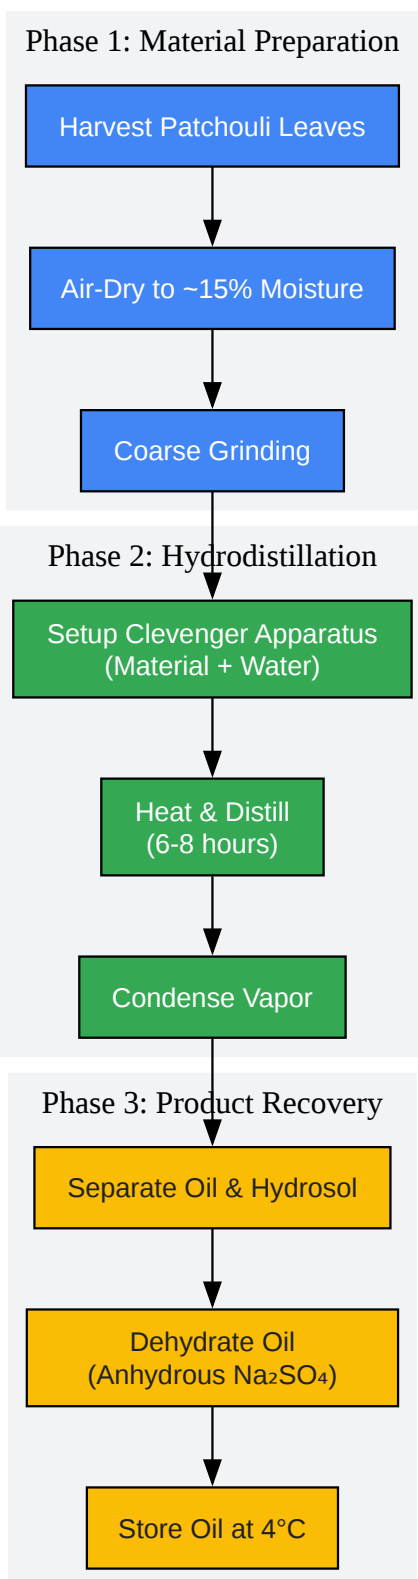 Phase 1: Material Preparation
Harvest Patchouli Leaves
Air-Dry to ~15% Moisture
Coarse Grinding
Phase 2: Hydrodistillation
Setup Clevenger Apparatus
(Material + Water)
Heat & Distill
(6-8 hours)
Condense Vapor
Phase 3: Product Recovery
Separate Oil & Hydrosol
Dehydrate Oil
(Anhydrous Na₂SO₄)
Store Oil at 4°C